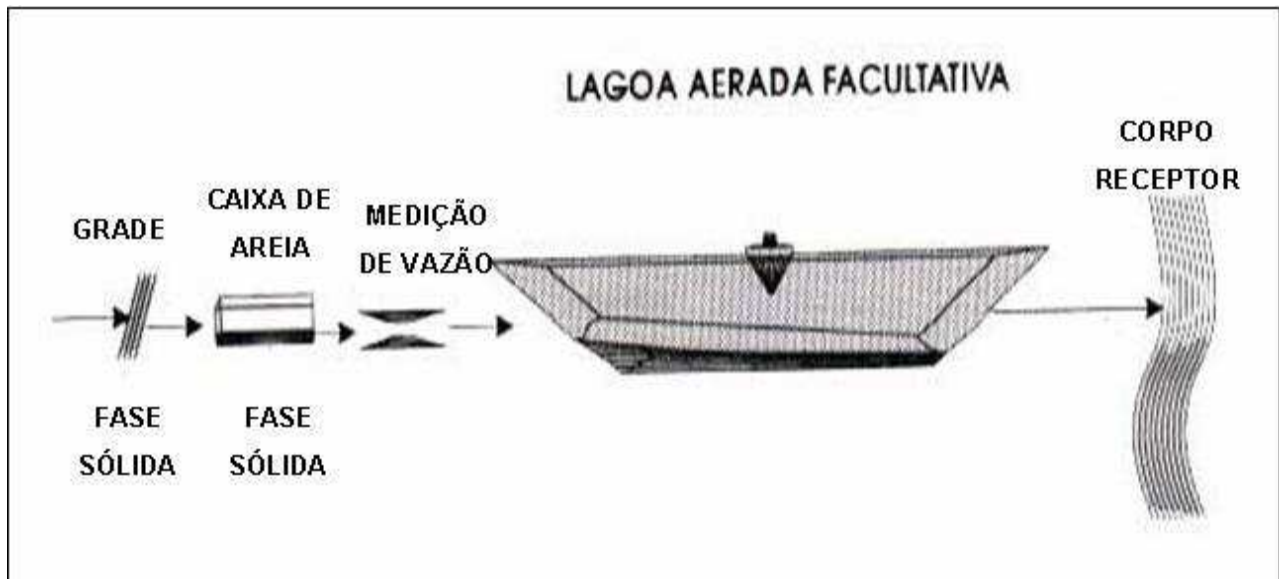 LAGOA AERADA FACULTATIVA
CORPO
RECEPTOR
GRADE
CAIXA DE
AREIA
MEDIÇÃO
DE VAZÃO
FASE
SÓLIDA
FASE
SÓLIDA